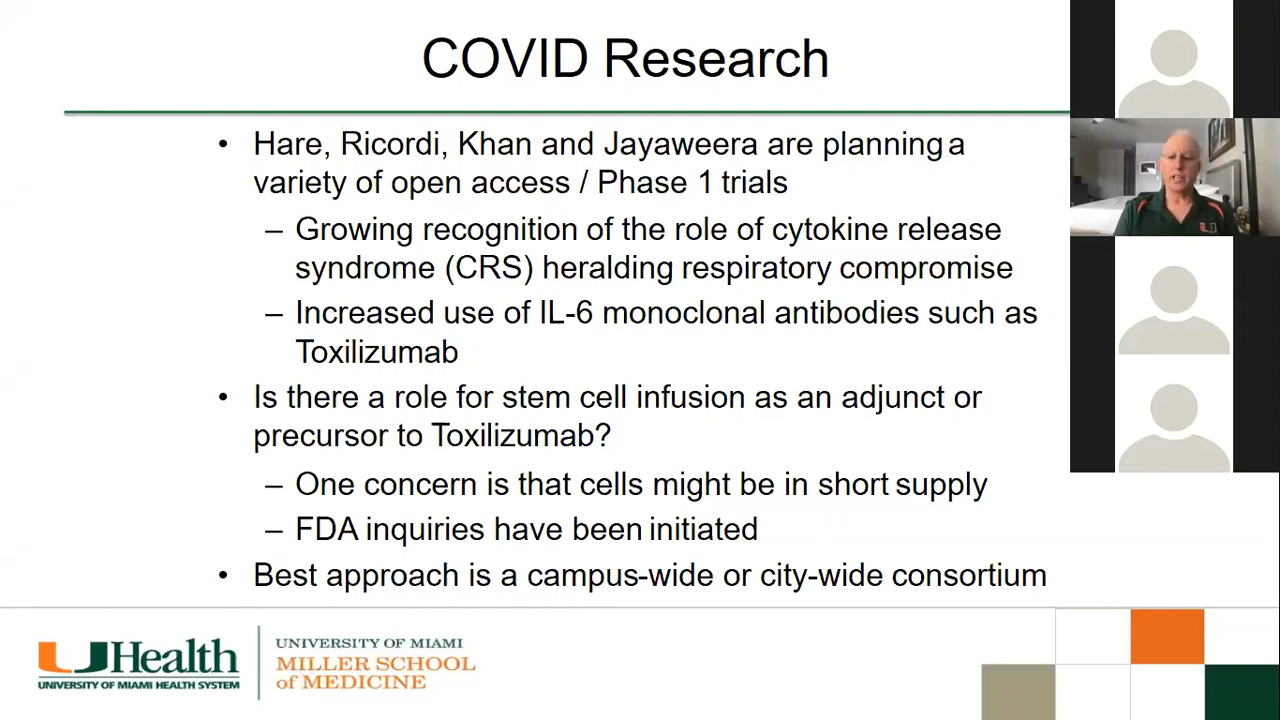 COVID Research
• Hare, Ricordi, Khan and Jayaweera are planning a
variety of open access / Phase 1 trials
– Growing recognition of the role of cytokine release
syndrome (CRS) heralding respiratory compromise
– Increased use of IL-6 monoclonal antibodies such as
Toxilizumab
• Is there a role for stem cell infusion as an adjunct or
precursor to Toxilizumab?
– One concern is that cells might be in short supply
– FDA inquiries have been initiated
• Best approach is a campus-wide or city-wide consortium
UHealth
UNIVERSITY OF MIAMI HEALTH SYSTEM
UNIVERSITY OF MIAMI
MILLER SCHOOL
of MEDICINE
U